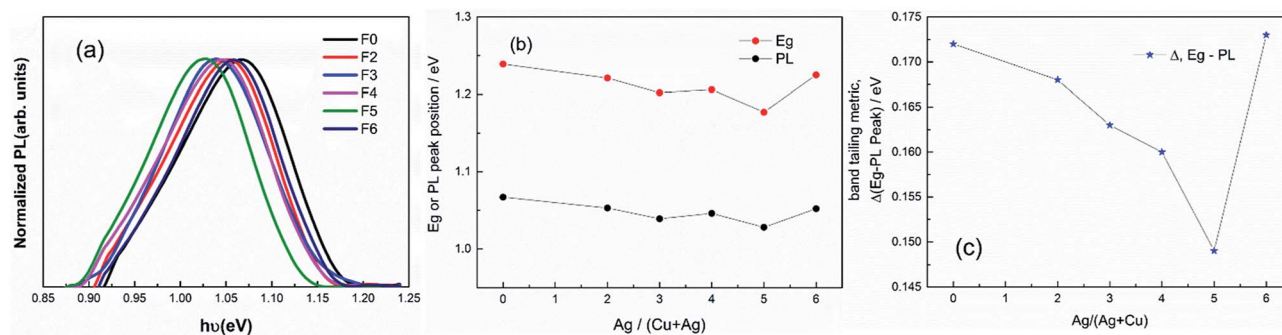 (a)
F0
F2
F3
F4
F5
F6
Normalized PL(arb. units)
0.85 0.90 0.95 1.00 1.05 1.10 1.15 1.20 1.25
hυ(eV)
(b)
Eg
PL
Eg or PL peak position / eV
1.3
1.2
1.1
1.0
0 1 2 3 4 5 6
Ag / (Cu+Ag)
(c)
Δ, Eg - PL
band tailing metric,
Δ(Eg-PL Peak) / eV
0.175
0.170
0.165
0.160
0.155
0.150
0.145
0 1 2 3 4 5 6
Ag/(Ag+Cu)